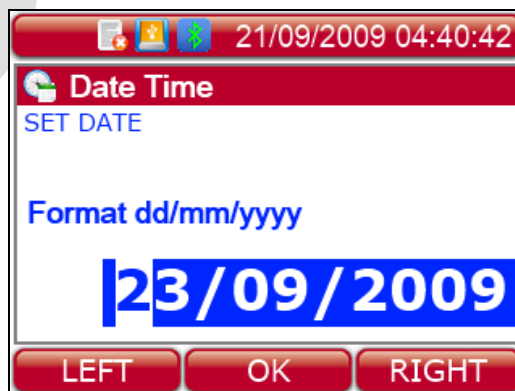 21/09/2009 04:40:42
Date Time
SET DATE
Format dd/mm/yyyy
23/09/2009
LEFT OK RIGHT